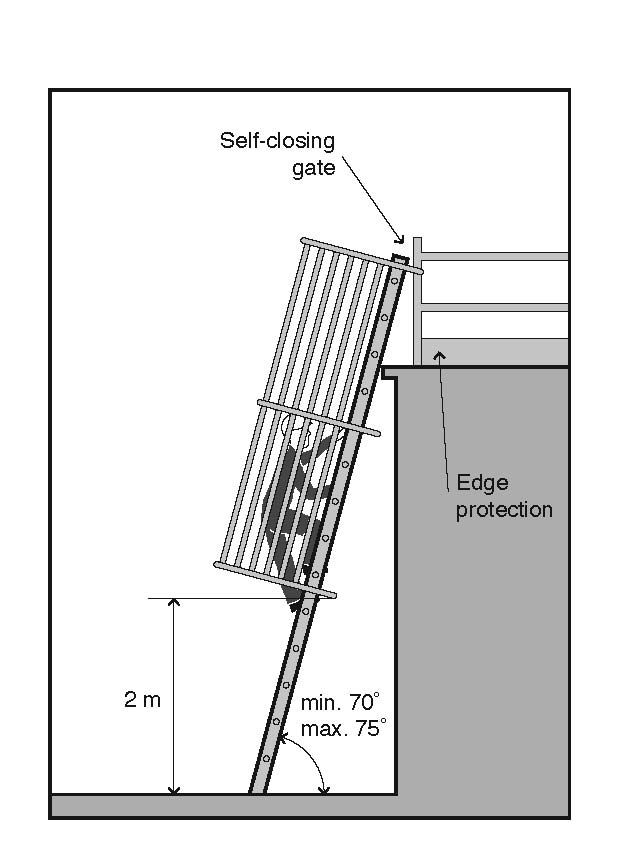 Self-closing
gate
Edge
protection
2 m
min. 70°
max. 75°